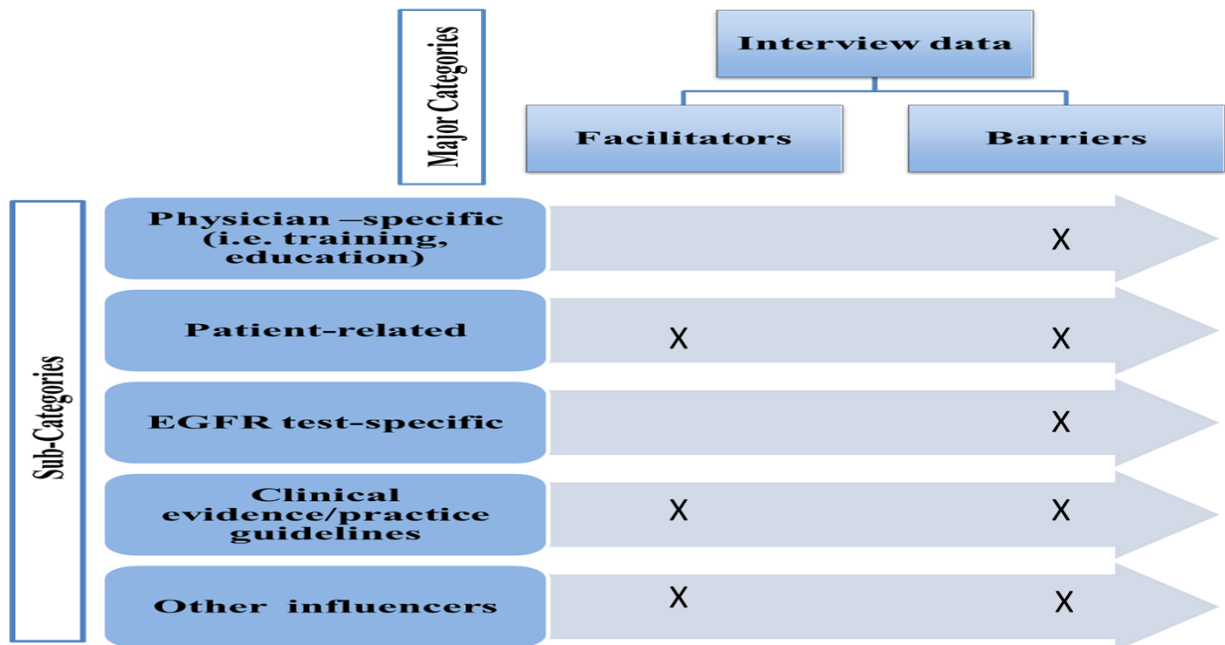 Major Categories
Interview data
Facilitators
Barriers
Sub-Categories
Physician –specific
(i.e. training,
education)
X
Patient-related
X X
EGFR test-specific
X
Clinical
evidence/practice
guidelines
X X
Other influencers
X X